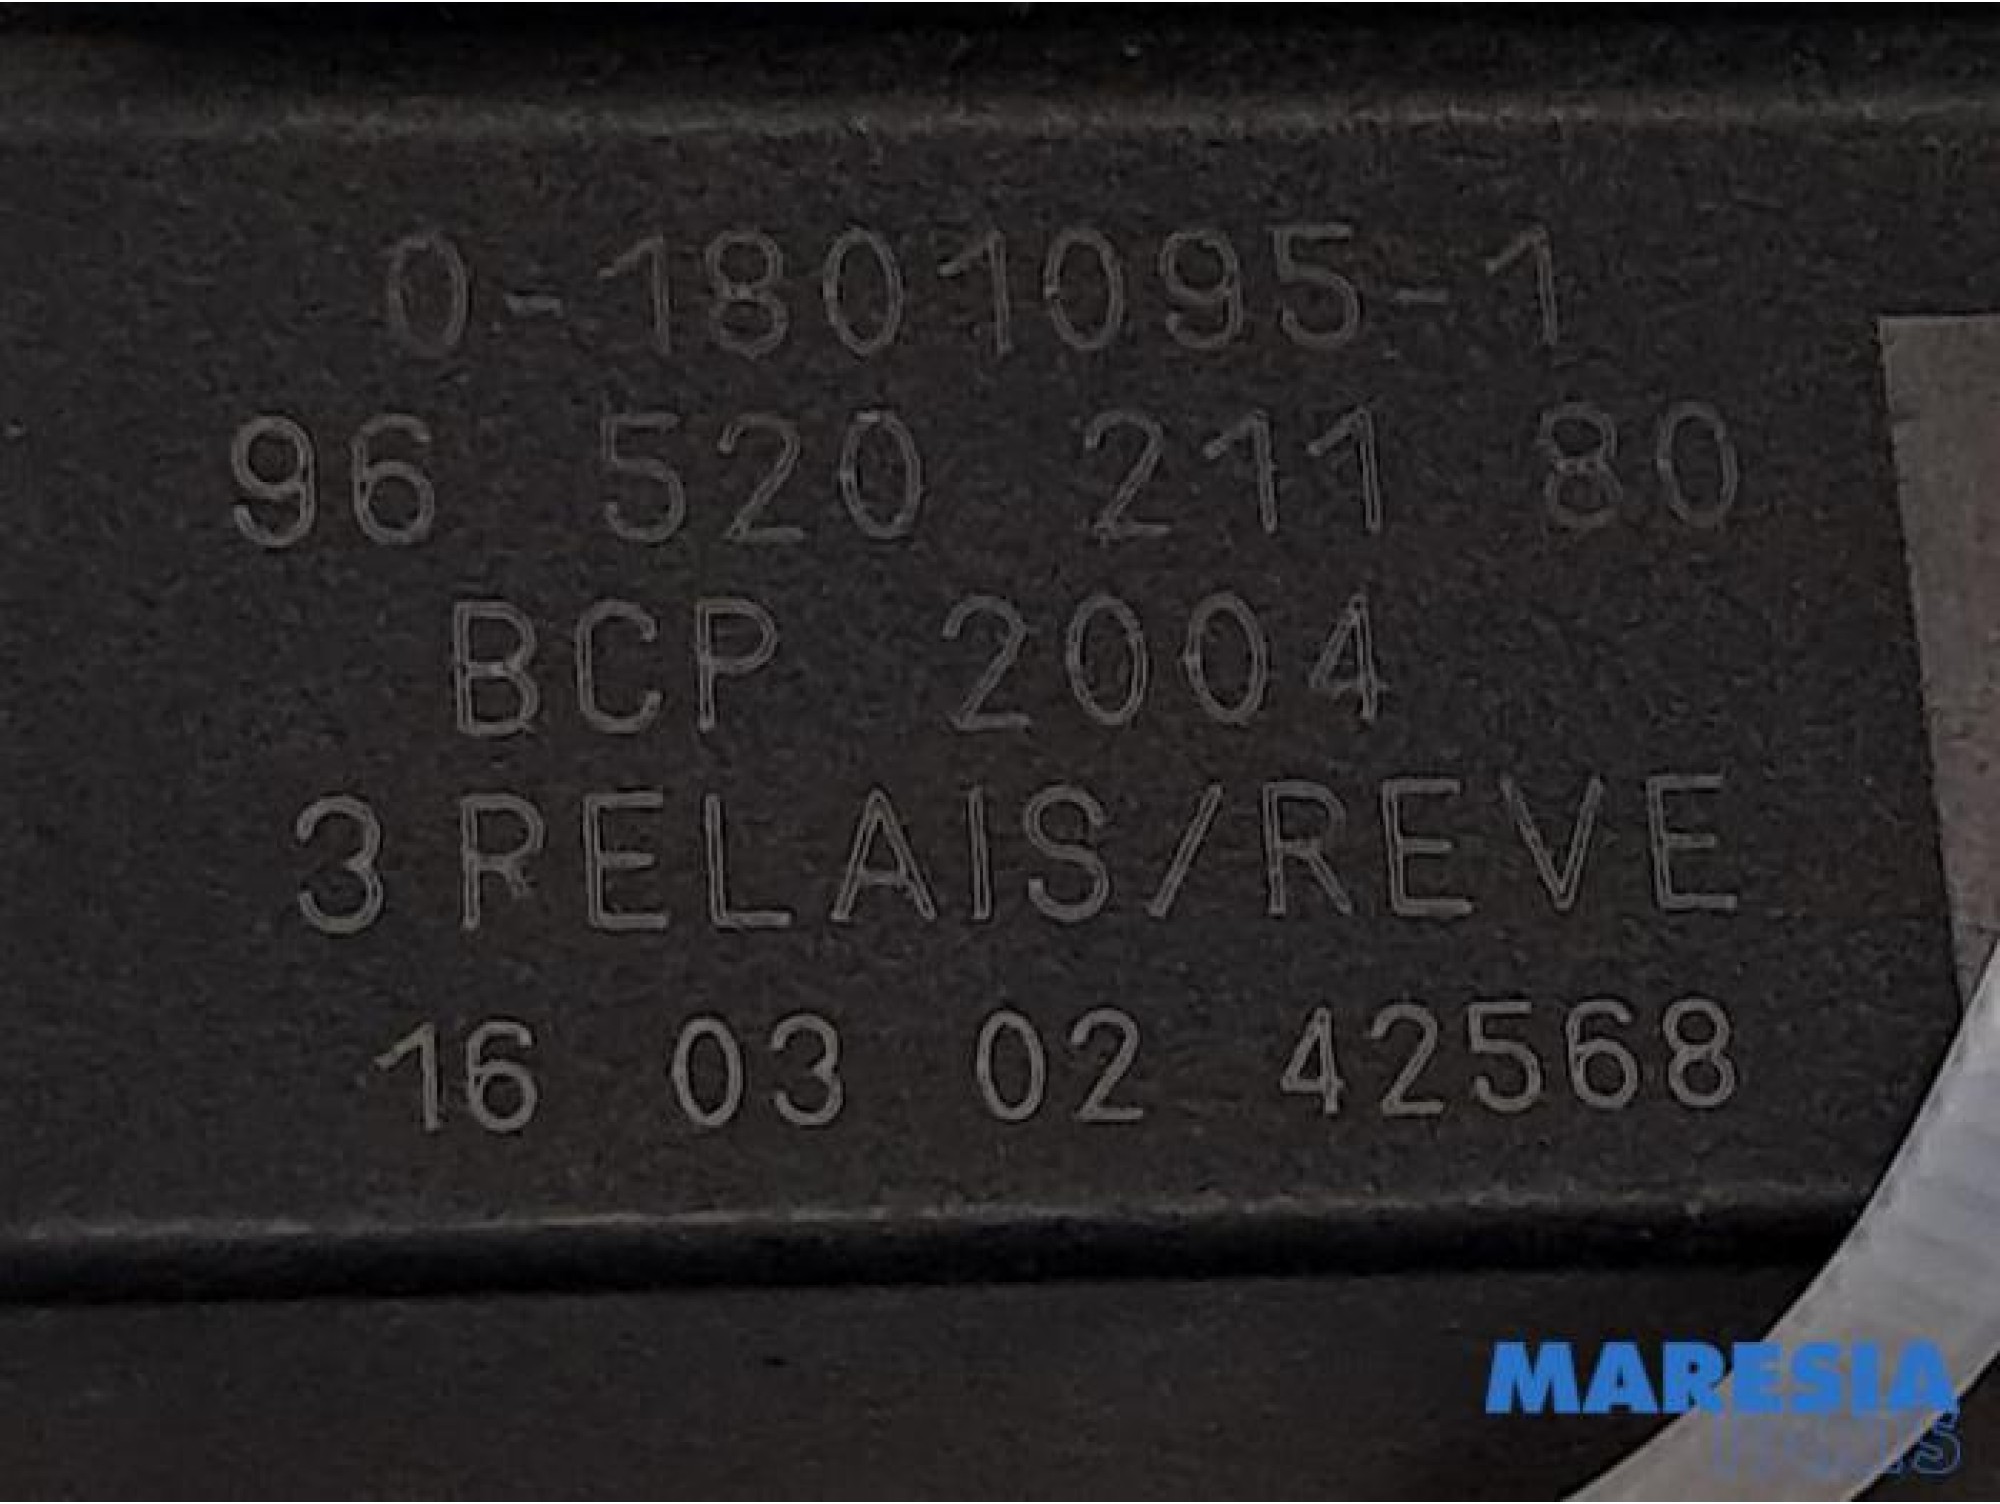 0-1801095-1
96 520 211 80
BCP 2004
3 RELAIS/REVE
16 03 02 42568
MARESIA